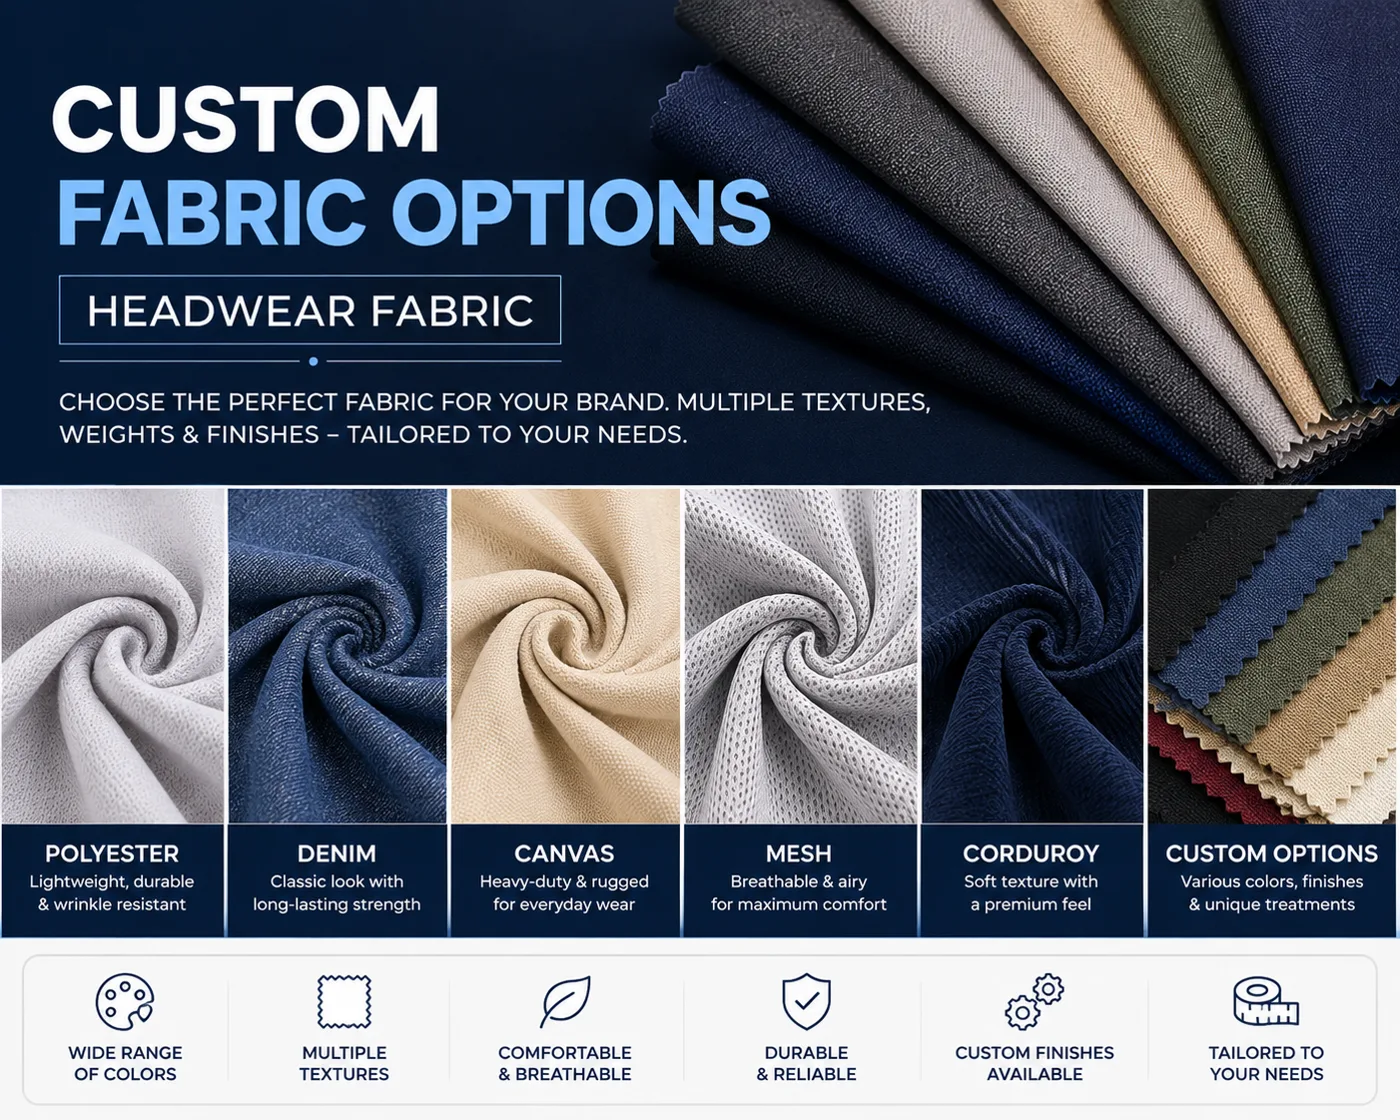 CUSTOM
FABRIC OPTIONS
HEADWEAR FABRIC
CHOOSE THE PERFECT FABRIC FOR YOUR BRAND. MULTIPLE TEXTURES,
WEIGHTS & FINISHES – TAILORED TO YOUR NEEDS.
POLYESTER
Lightweight, durable
& wrinkle resistant
DENIM
Classic look with
long-lasting strength
CANVAS
Heavy-duty & rugged
for everyday wear
MESH
Breathable & airy
for maximum comfort
CORDUROY
Soft texture with
a premium feel
CUSTOM OPTIONS
Various colors, finishes
& unique treatments
WIDE RANGE
OF COLORS
MULTIPLE
TEXTURES
COMFORTABLE
& BREATHABLE
DURABLE
& RELIABLE
CUSTOM FINISHES
AVAILABLE
TAILORED TO
YOUR NEEDS